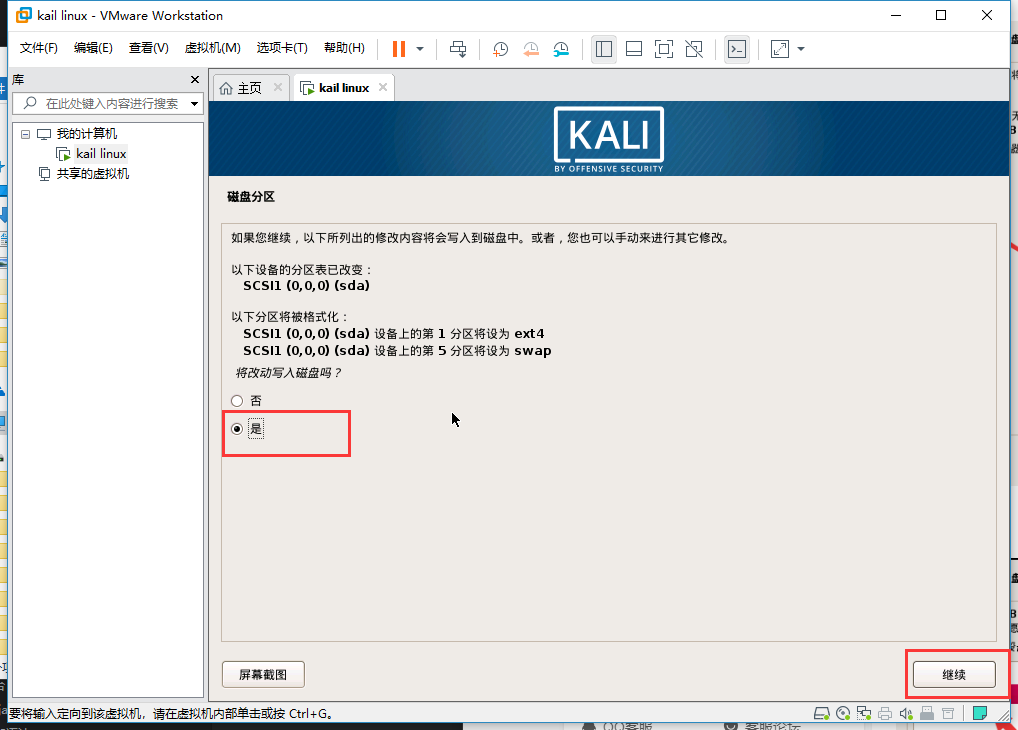 kail linux - VMware Workstation
文件(F) 编辑(E) 查看(V) 虚拟机(M) 选项卡(T) 帮助(H)
库
在此处键入内容进行搜索
我的计算机
kail linux
共享的虚拟机
主页 kail linux
KALI
BY OFFENSIVE SECURITY
磁盘分区
如果您继续，以下所列出的修改内容将会写入到磁盘中。或者，您也可以手动来进行其它修改。
以下设备的分区表已改变：
SCSI1 (0,0,0) (sda)
以下分区将被格式化：
SCSI1 (0,0,0) (sda) 设备上的第 1 分区将设为 ext4
SCSI1 (0,0,0) (sda) 设备上的第 5 分区将设为 swap
将改动写入磁盘吗？
否
是
屏幕截图 继续
要将输入定向到该虚拟机，请在虚拟机内部单击或按 Ctrl+G。